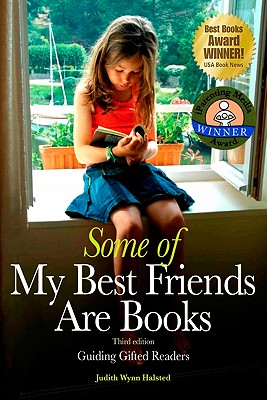 Best Books
Award
WINNER!
USA Book News
iParenting Media
WINNER
Award
Some of
My Best Friends
Are Books
Third edition
Guiding Gifted Readers
Judith Wynn Halsted